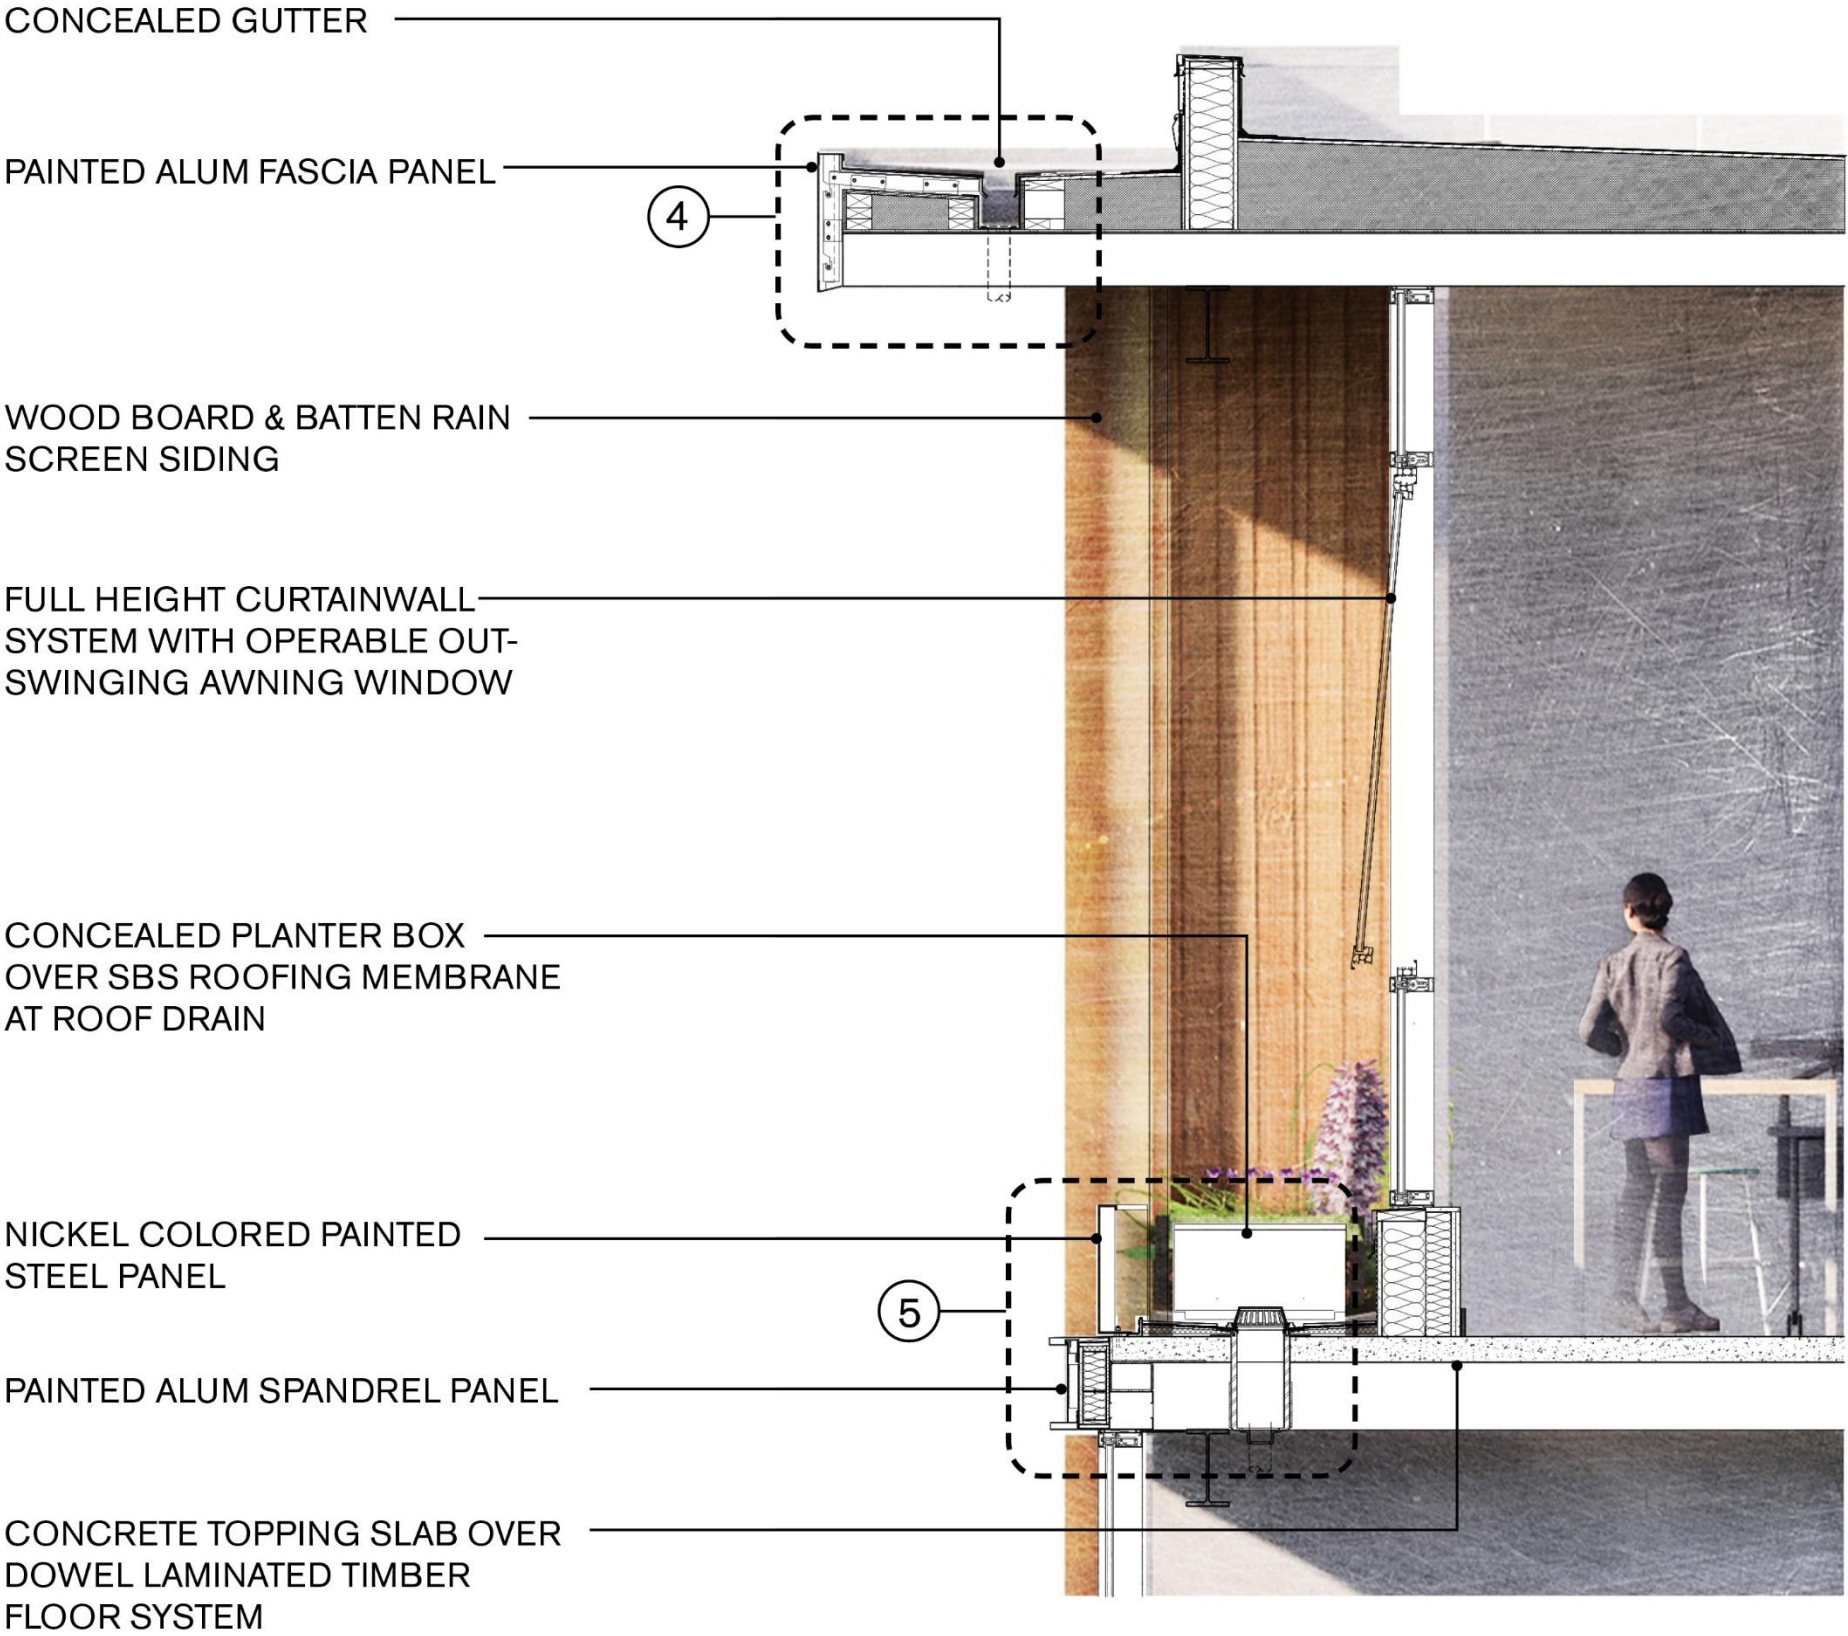 CONCEALED GUTTER
PAINTED ALUM FASCIA PANEL
4
WOOD BOARD & BATTEN RAIN
SCREEN SIDING
FULL HEIGHT CURTAINWALL
SYSTEM WITH OPERABLE OUT-
SWINGING AWNING WINDOW
CONCEALED PLANTER BOX
OVER SBS ROOFING MEMBRANE
AT ROOF DRAIN
NICKEL COLORED PAINTED
STEEL PANEL
5
PAINTED ALUM SPANDREL PANEL
CONCRETE TOPPING SLAB OVER
DOWEL LAMINATED TIMBER
FLOOR SYSTEM